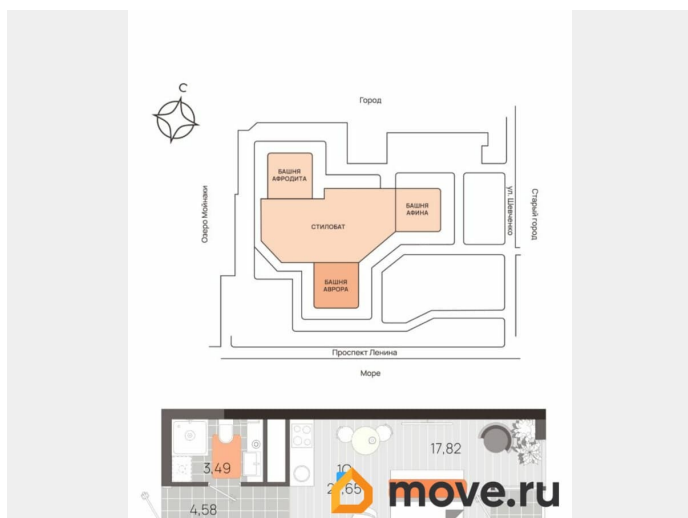 С
Город
БАШНЯ
АФРОДИТА
БАШНЯ
АФИНА
СТИЛОБАТ
БАШНЯ
АВРОРА
Озеро Мойнаки
ул. Шевченко
Старый город
Проспект Ленина
Море
17,82
3,49
4,58
move.ru